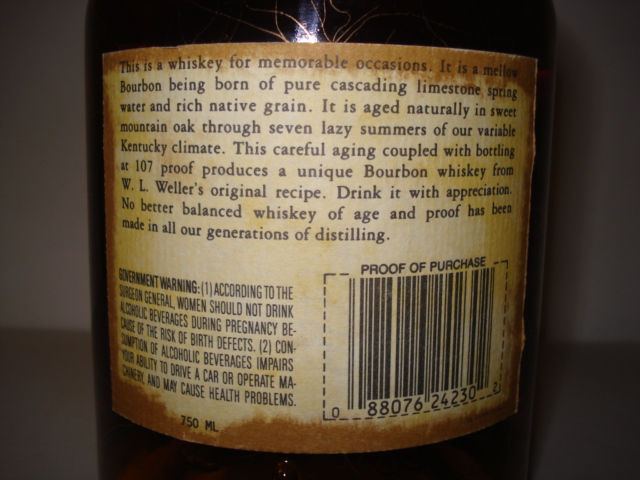 This is a whiskey for memorable occasions. It is a mellow
Bourbon being born of pure cascading limestone spring
water and rich native grain. It is aged naturally in sweet
mountain oak through seven lazy summers of our variable
Kentucky climate. This careful aging coupled with bottling
at 107 proof produces a unique Bourbon whiskey from
W. L. Weller's original recipe. Drink it with appreciation.
No better balanced whiskey of age and proof has been
made in all our generations of distilling.
GOVERNMENT WARNING: (1) ACCORDING TO THE
SURGEON GENERAL, WOMEN SHOULD NOT DRINK
ALCOHOLIC BEVERAGES DURING PREGNANCY BE-
CAUSE OF THE RISK OF BIRTH DEFECTS. (2) CON-
SUMPTION OF ALCOHOLIC BEVERAGES IMPAIRS
YOUR ABILITY TO DRIVE A CAR OR OPERATE MA-
CHINERY, AND MAY CAUSE HEALTH PROBLEMS.
750 ML
PROOF OF PURCHASE
0 88076 24230 2